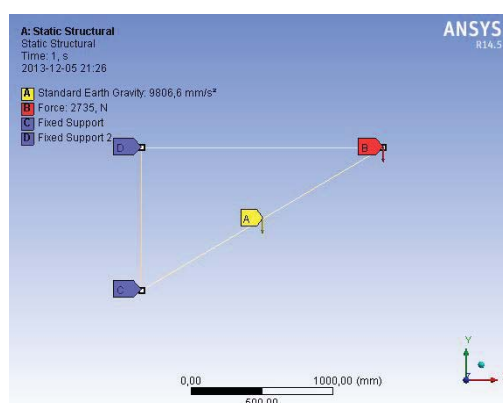 A: Static Structural
Static Structural
Time: 1, s
2013-12-05 21:26
A Standard Earth Gravity: 9806,6 mm/s²
B Force: 2735, N
C Fixed Support
D Fixed Support 2
ANSYS
R14.5
D
B
A
C
0,00
1000,00 (mm)
500,00
Y
Z